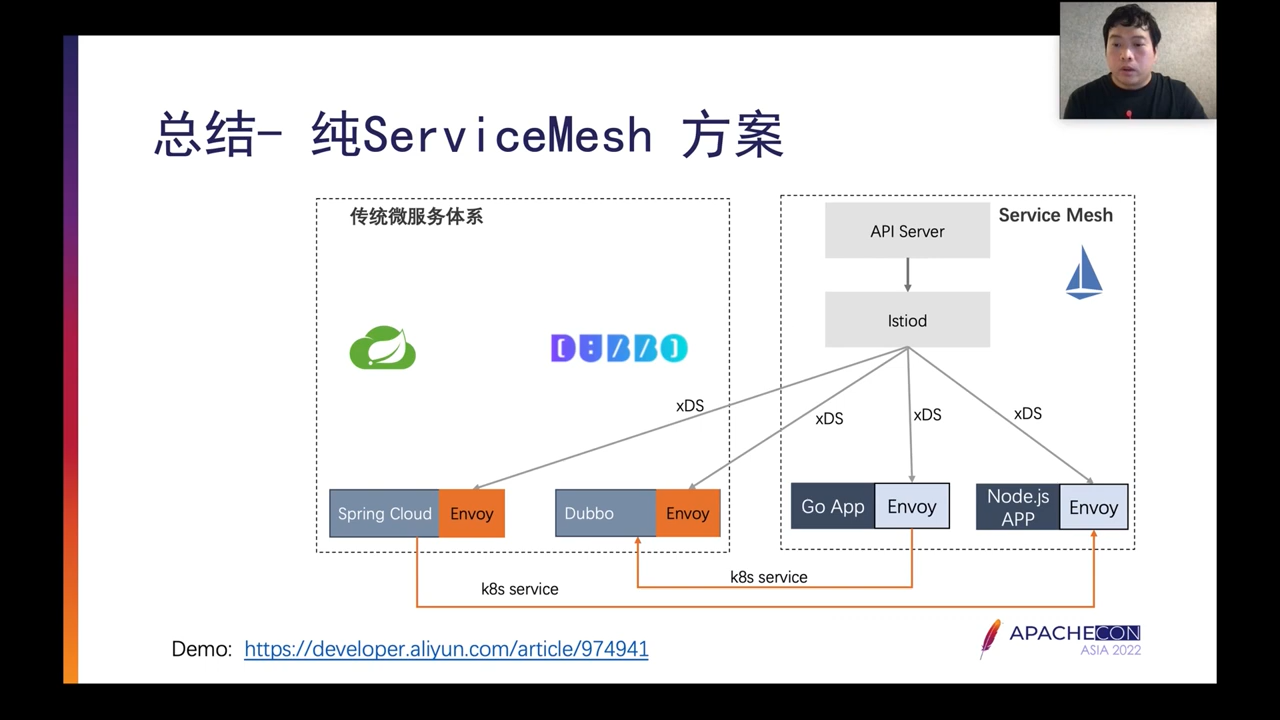 总结- 纯ServiceMesh 方案
传统微服务体系
DUBBO
Spring Cloud
Envoy
Dubbo
Envoy
Service Mesh
API Server
Istiod
xDS
xDS
xDS
xDS
Go App
Envoy
Node.js
APP
Envoy
k8s service
k8s service
Demo: https://developer.aliyun.com/article/974941
APACHECON
ASIA 2022